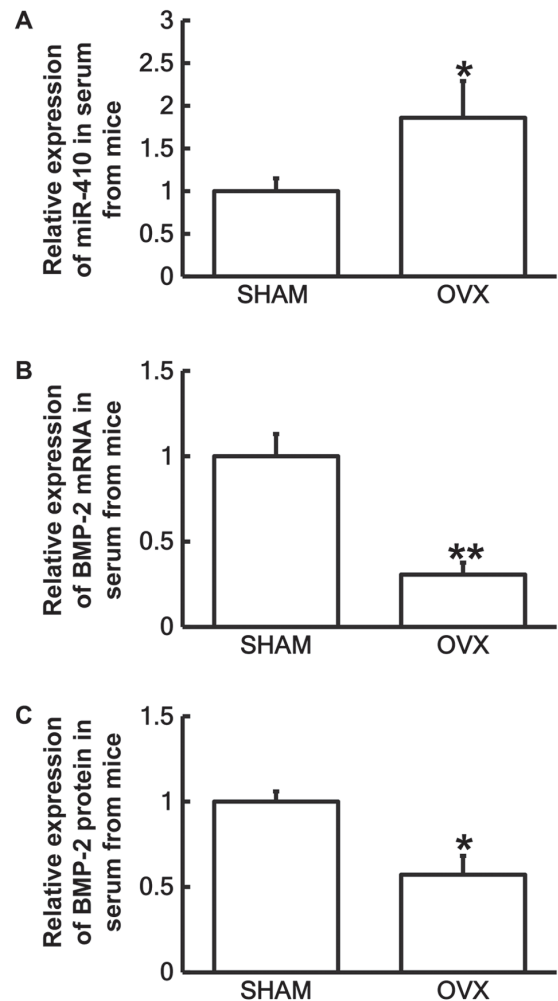 A
Relative expression
of miR-410 in serum
from mice
3
2.5
2
1.5
1
0.5
0
*
SHAM OVX
B
Relative expression
of BMP-2 mRNA in
serum from mice
1.5
1
0.5
0
**
SHAM OVX
C
Relative expression
of BMP-2 protein in
serum from mice
1.5
1
0.5
0
*
SHAM OVX